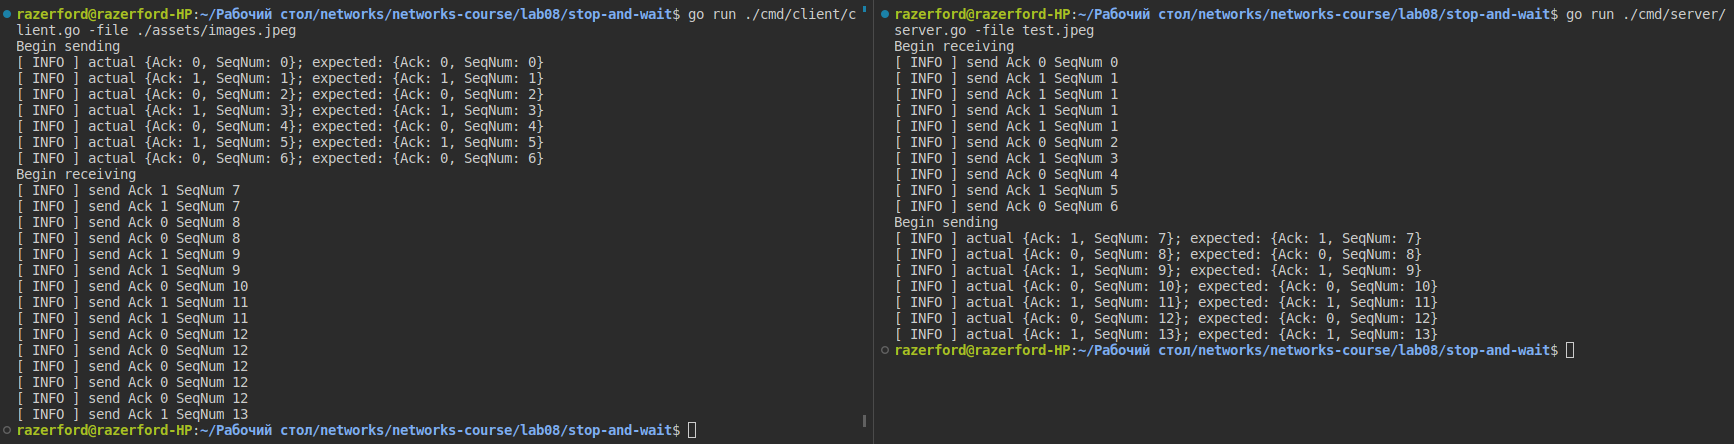 razerford@razerford-HP:~/Рабочий стол/networks/networks-course/lab08/stop-and-wait$ go run ./cmd/client/c
lient.go -file ./assets/images.jpeg
Begin sending
[ INFO ] actual {Ack: 0, SeqNum: 0}; expected: {Ack: 0, SeqNum: 0}
[ INFO ] actual {Ack: 1, SeqNum: 1}; expected: {Ack: 1, SeqNum: 1}
[ INFO ] actual {Ack: 0, SeqNum: 2}; expected: {Ack: 0, SeqNum: 2}
[ INFO ] actual {Ack: 1, SeqNum: 3}; expected: {Ack: 1, SeqNum: 3}
[ INFO ] actual {Ack: 0, SeqNum: 4}; expected: {Ack: 0, SeqNum: 4}
[ INFO ] actual {Ack: 1, SeqNum: 5}; expected: {Ack: 1, SeqNum: 5}
[ INFO ] actual {Ack: 0, SeqNum: 6}; expected: {Ack: 0, SeqNum: 6}
Begin receiving
[ INFO ] send Ack 1 SeqNum 7
[ INFO ] send Ack 1 SeqNum 7
[ INFO ] send Ack 0 SeqNum 8
[ INFO ] send Ack 0 SeqNum 8
[ INFO ] send Ack 1 SeqNum 9
[ INFO ] send Ack 1 SeqNum 9
[ INFO ] send Ack 0 SeqNum 10
[ INFO ] send Ack 1 SeqNum 11
[ INFO ] send Ack 1 SeqNum 11
[ INFO ] send Ack 0 SeqNum 12
[ INFO ] send Ack 0 SeqNum 12
[ INFO ] send Ack 0 SeqNum 12
[ INFO ] send Ack 0 SeqNum 12
[ INFO ] send Ack 0 SeqNum 12
[ INFO ] send Ack 1 SeqNum 13
razerford@razerford-HP:~/Рабочий стол/networks/networks-course/lab08/stop-and-wait$
razerford@razerford-HP:~/Рабочий стол/networks/networks-course/lab08/stop-and-wait$ go run ./cmd/server/
server.go -file test.jpeg
Begin receiving
[ INFO ] send Ack 0 SeqNum 0
[ INFO ] send Ack 1 SeqNum 1
[ INFO ] send Ack 1 SeqNum 1
[ INFO ] send Ack 1 SeqNum 1
[ INFO ] send Ack 1 SeqNum 1
[ INFO ] send Ack 0 SeqNum 2
[ INFO ] send Ack 1 SeqNum 3
[ INFO ] send Ack 0 SeqNum 4
[ INFO ] send Ack 1 SeqNum 5
[ INFO ] send Ack 0 SeqNum 6
Begin sending
[ INFO ] actual {Ack: 1, SeqNum: 7}; expected: {Ack: 1, SeqNum: 7}
[ INFO ] actual {Ack: 0, SeqNum: 8}; expected: {Ack: 0, SeqNum: 8}
[ INFO ] actual {Ack: 1, SeqNum: 9}; expected: {Ack: 1, SeqNum: 9}
[ INFO ] actual {Ack: 0, SeqNum: 10}; expected: {Ack: 0, SeqNum: 10}
[ INFO ] actual {Ack: 1, SeqNum: 11}; expected: {Ack: 1, SeqNum: 11}
[ INFO ] actual {Ack: 0, SeqNum: 12}; expected: {Ack: 0, SeqNum: 12}
[ INFO ] actual {Ack: 1, SeqNum: 13}; expected: {Ack: 1, SeqNum: 13}
razerford@razerford-HP:~/Рабочий стол/networks/networks-course/lab08/stop-and-wait$